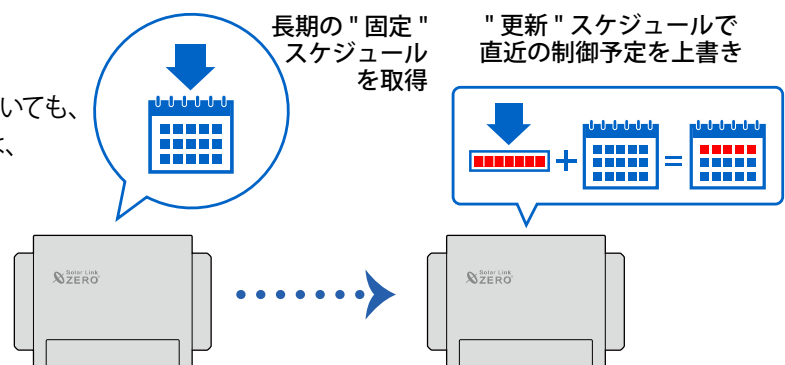 長期の " 固定 "
スケジュール
を取得
" 更新 " スケジュールで
直近の制御予定を上書き
いても、
は、
Solar Link
ZERO
Solar Link
ZERO